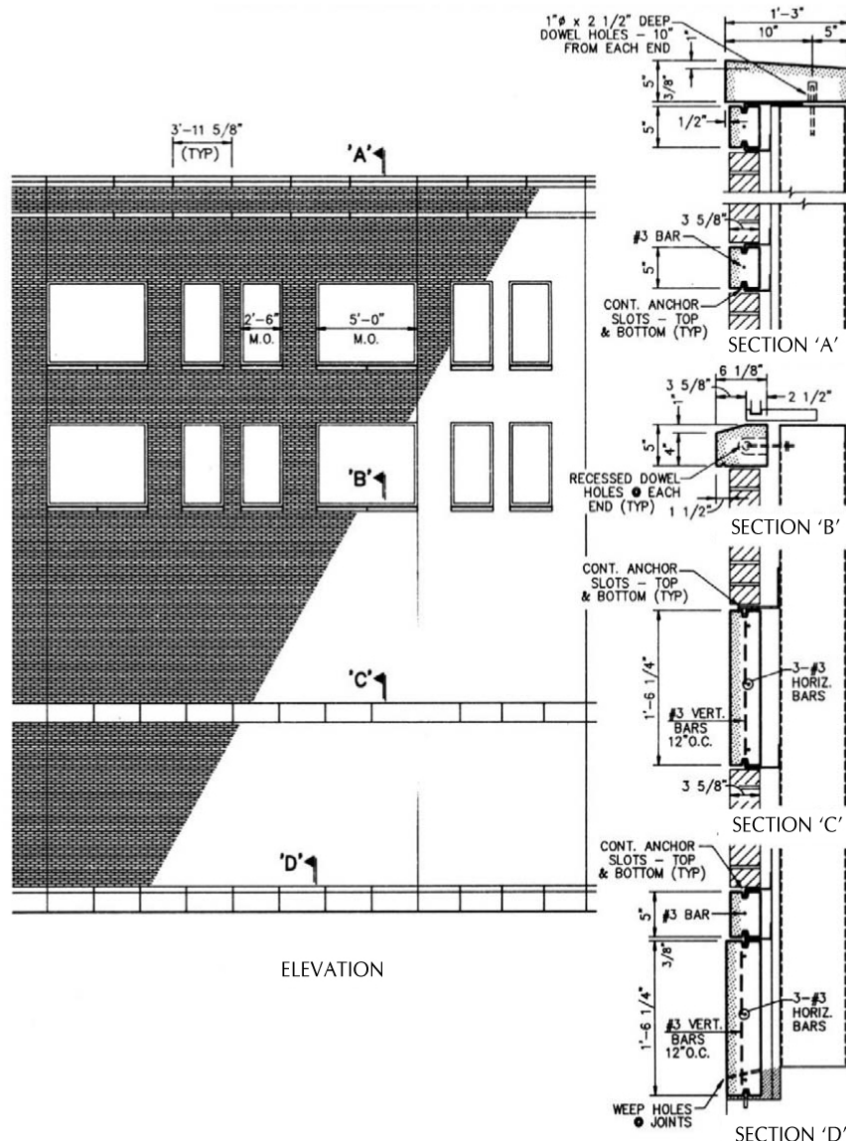 3'-11 5/8"
(TYP)
'A'
2'-6"
M.O.
5'-0"
M.O.
'B'
'C'
'D'
ELEVATION
1"ø x 2 1/2" DEEP
DOWEL HOLES - 10"
FROM EACH END
1'-3"
10"
5"
1"
5"
3/8"
5"
1/2"
3 5/8"
#3 BAR
5"
CONT. ANCHOR
SLOTS - TOP
& BOTTOM (TYP)
SECTION 'A'
6 1/8"
3 5/8"
2 1/2"
1"
5"
4"
RECESSED DOWEL
HOLES @ EACH
END (TYP)
1 1/2"
SECTION 'B'
CONT. ANCHOR
SLOTS - TOP
& BOTTOM (TYP)
1'-6 1/4"
3-#3
HORIZ.
BARS
#3 VERT.
BARS
12"O.C.
3 5/8"
SECTION 'C'
CONT. ANCHOR
SLOTS - TOP
& BOTTOM (TYP)
5"
#3 BAR
3/8"
1'-6 1/4"
3-#3
HORIZ.
BARS
#3 VERT.
BARS
12"O.C.
WEEP HOLES
@ JOINTS
SECTION 'D'